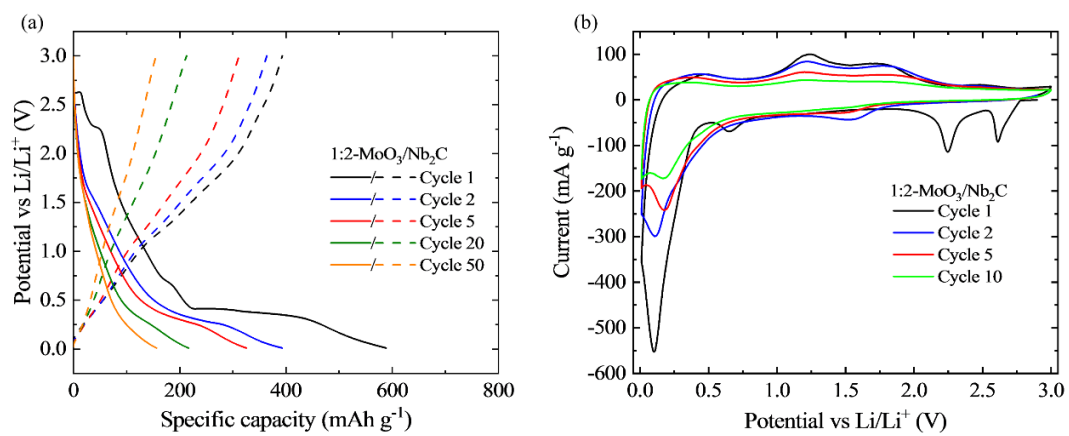 (a)
3.0
2.5
2.0
1.5
1.0
0.5
0.0
Potential vs Li/Li⁺ (V)
1:2-MoO₃/Nb₂C
/ Cycle 1
/ Cycle 2
/ Cycle 5
/ Cycle 20
/ Cycle 50
0 200 400 600 800
Specific capacity (mAh g⁻¹)
(b)
100
0
-100
-200
-300
-400
-500
-600
Current (mA g⁻¹)
1:2-MoO₃/Nb₂C
Cycle 1
Cycle 2
Cycle 5
Cycle 10
0.0 0.5 1.0 1.5 2.0 2.5 3.0
Potential vs Li/Li⁺ (V)